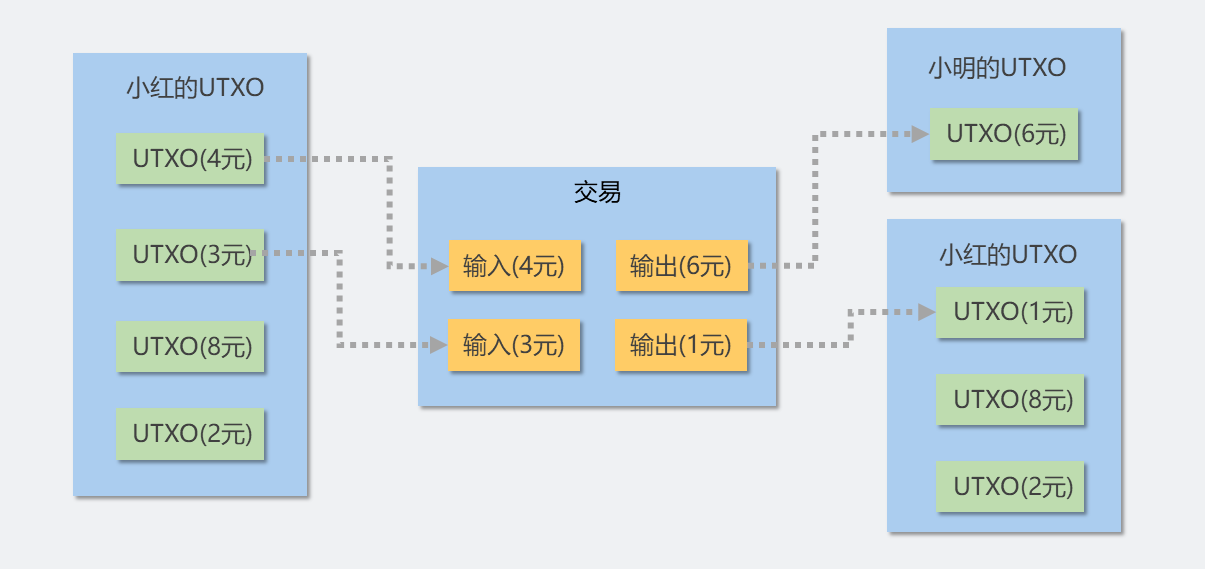 小红的UTXO
UTXO(4元)
UTXO(3元)
UTXO(8元)
UTXO(2元)
交易
输入(4元)
输出(6元)
输入(3元)
输出(1元)
小明的UTXO
UTXO(6元)
小红的UTXO
UTXO(1元)
UTXO(8元)
UTXO(2元)